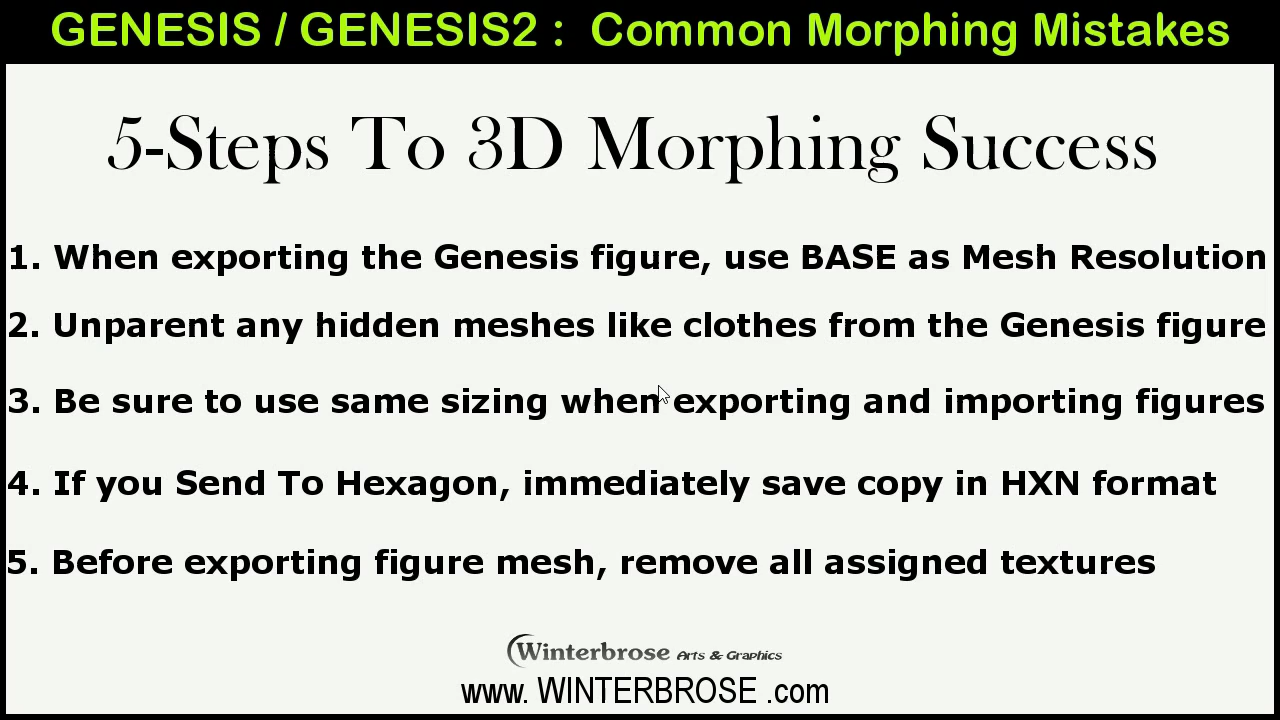 GENESIS / GENESIS2 : Common Morphing Mistakes
5-Steps To 3D Morphing Success
1. When exporting the Genesis figure, use BASE as Mesh Resolution
2. Unparent any hidden meshes like clothes from the Genesis figure
3. Be sure to use same sizing when exporting and importing figures
4. If you Send To Hexagon, immediately save copy in HXN format
5. Before exporting figure mesh, remove all assigned textures
Winterbrose Arts & Graphics
www. WINTERBROSE .com